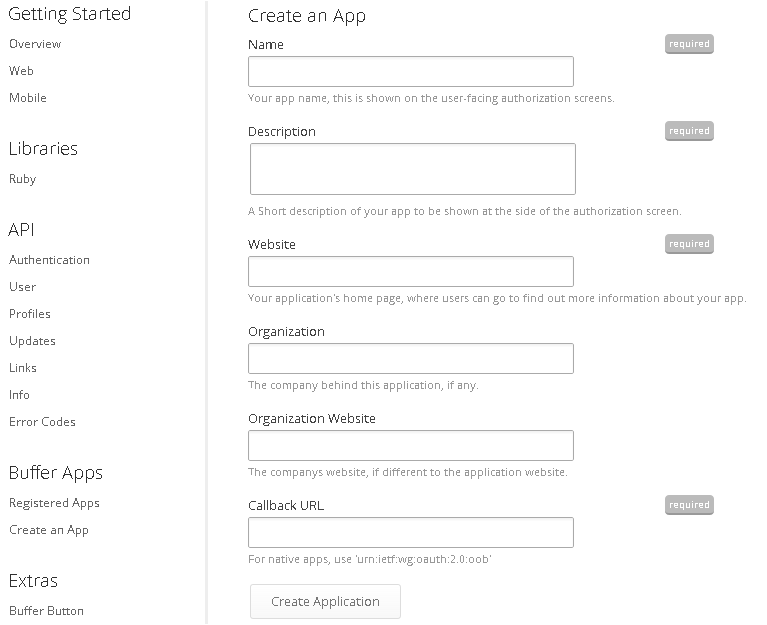 Getting Started
Overview
Web
Mobile
Libraries
Ruby
API
Authentication
User
Profiles
Updates
Links
Info
Error Codes
Buffer Apps
Registered Apps
Create an App
Extras
Buffer Button
Create an App
Name
required
Your app name, this is shown on the user-facing authorization screens.
Description
required
A Short description of your app to be shown at the side of the authorization screen.
Website
required
Your application's home page, where users can go to find out more information about your app.
Organization
The company behind this application, if any.
Organization Website
The companys website, if different to the application website.
Callback URL
required
For native apps, use 'urn:ietf:wg:oauth:2.0:oob'
Create Application